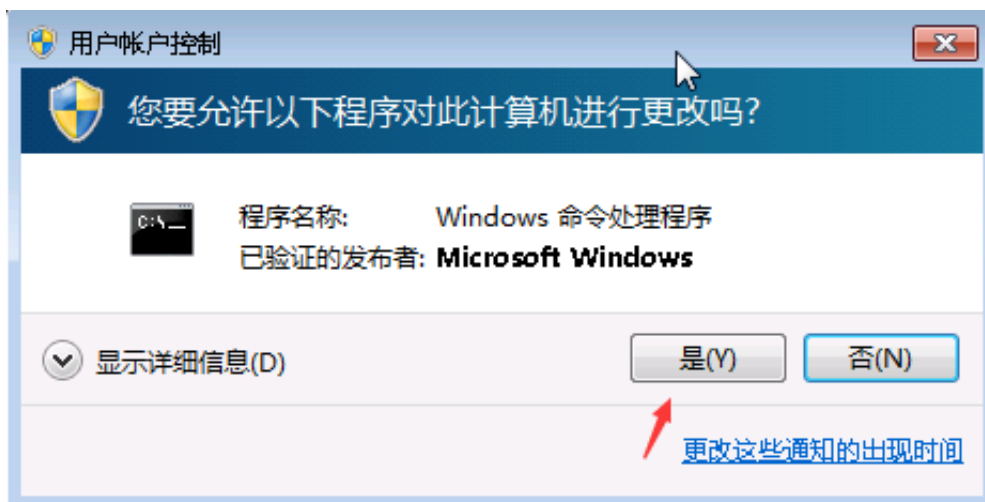 用户帐户控制
您要允许以下程序对此计算机进行更改吗?
C:\_
程序名称: Windows 命令处理程序
已验证的发布者: Microsoft Windows
显示详细信息(D)
是(Y) 否(N)
更改这些通知的出现时间